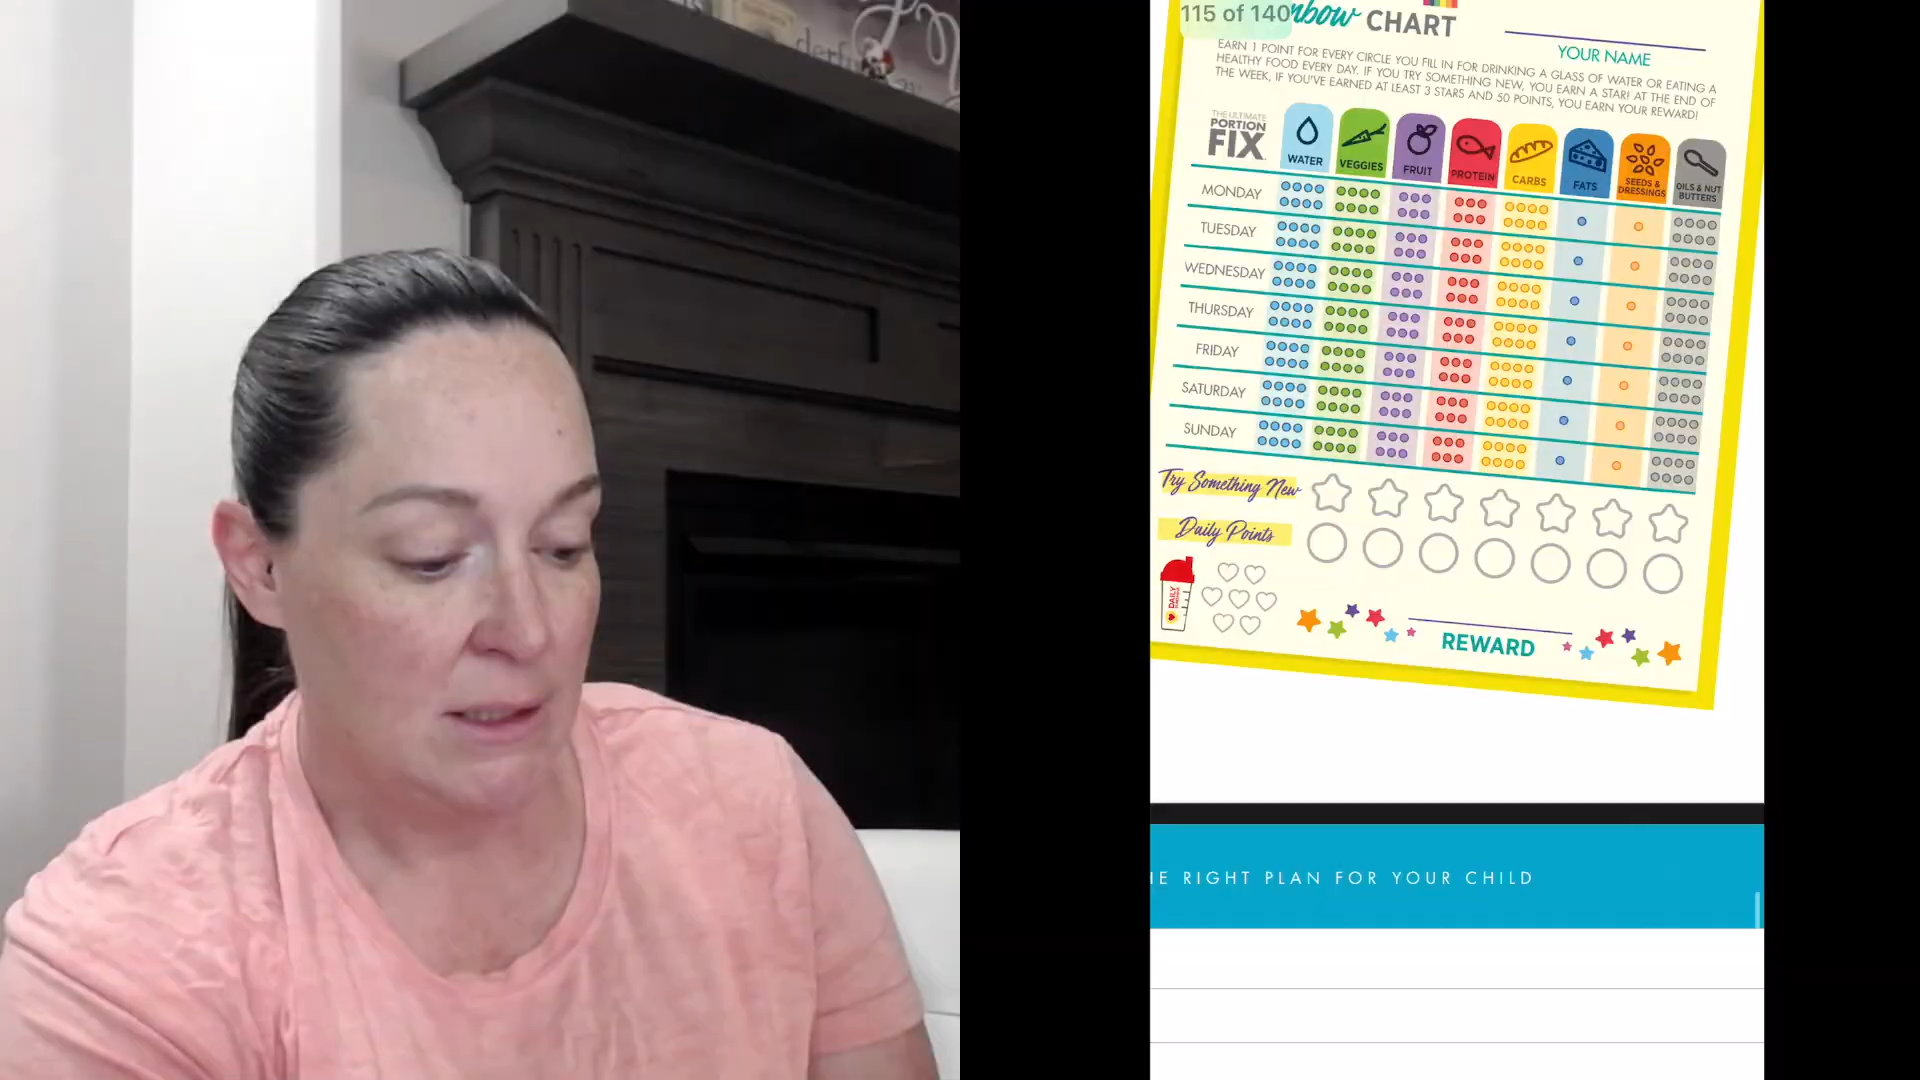 115 of 140
nbow CHART
YOUR NAME
EARN 1 POINT FOR EVERY CIRCLE YOU FILL IN FOR DRINKING A GLASS OF WATER OR EATING A
HEALTHY FOOD EVERY DAY. IF YOU TRY SOMETHING NEW, YOU EARN A STAR! AT THE END OF
THE WEEK, IF YOU'VE EARNED AT LEAST 3 STARS AND 50 POINTS, YOU EARN YOUR REWARD!
THE ULTIMATE
PORTION
FIX
WATER
VEGGIES
FRUIT
PROTEIN
CARBS
FATS
SEEDS &
DRESSINGS
OILS & NUT
BUTTERS
MONDAY
TUESDAY
WEDNESDAY
THURSDAY
FRIDAY
SATURDAY
SUNDAY
Try Something New
Daily Points
DAILY
REWARD
HE RIGHT PLAN FOR YOUR CHILD